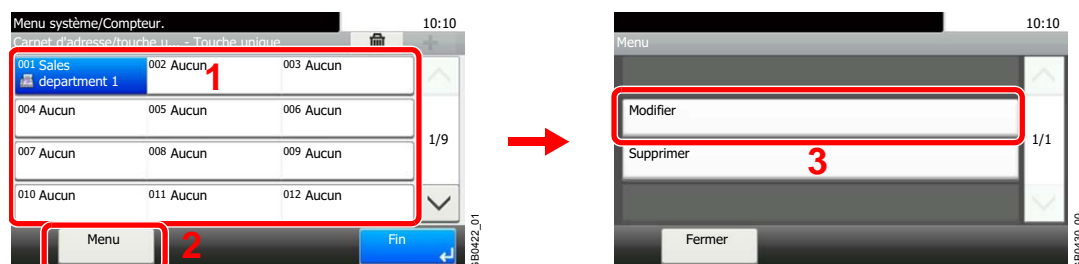 Menu système/Compteur.
10:10
Carnet d'adresse/touche u... - Touche unique
001 Sales
department 1
002 Aucun
003 Aucun
1
004 Aucun
005 Aucun
006 Aucun
1/9
007 Aucun
008 Aucun
009 Aucun
010 Aucun
011 Aucun
012 Aucun
Menu
2
Fin
GB0422_01
10:10
Menu
Modifier
1/1
Supprimer
3
Fermer
GB0439_00